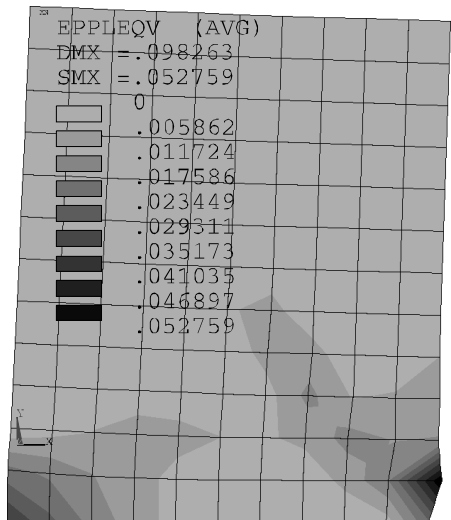 EPPLEQV (AVG)
DMX =.098263
SMX =.052759
0
.005862
.011724
.017586
.023449
.029311
.035173
.041035
.046897
.052759
Y
X